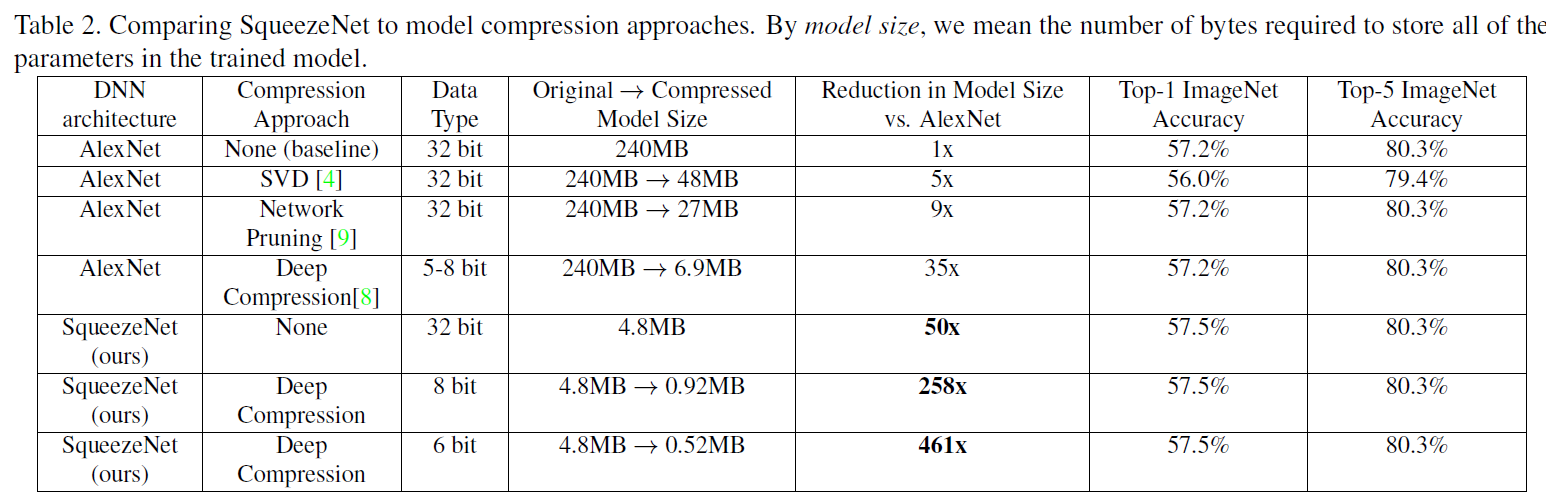 Table 2. Comparing SqueezeNet to model compression approaches. By model size, we mean the number of bytes required to store all of the
parameters in the trained model.
DNN architecture | Compression Approach | Data Type | Original → Compressed Model Size | Reduction in Model Size vs. AlexNet | Top-1 ImageNet Accuracy | Top-5 ImageNet Accuracy
AlexNet | None (baseline) | 32 bit | 240MB | 1x | 57.2% | 80.3%
AlexNet | SVD [4] | 32 bit | 240MB → 48MB | 5x | 56.0% | 79.4%
AlexNet | Network Pruning [9] | 32 bit | 240MB → 27MB | 9x | 57.2% | 80.3%
AlexNet | Deep Compression[8] | 5-8 bit | 240MB → 6.9MB | 35x | 57.2% | 80.3%
SqueezeNet (ours) | None | 32 bit | 4.8MB | 50x | 57.5% | 80.3%
SqueezeNet (ours) | Deep Compression | 8 bit | 4.8MB → 0.92MB | 258x | 57.5% | 80.3%
SqueezeNet (ours) | Deep Compression | 6 bit | 4.8MB → 0.52MB | 461x | 57.5% | 80.3%